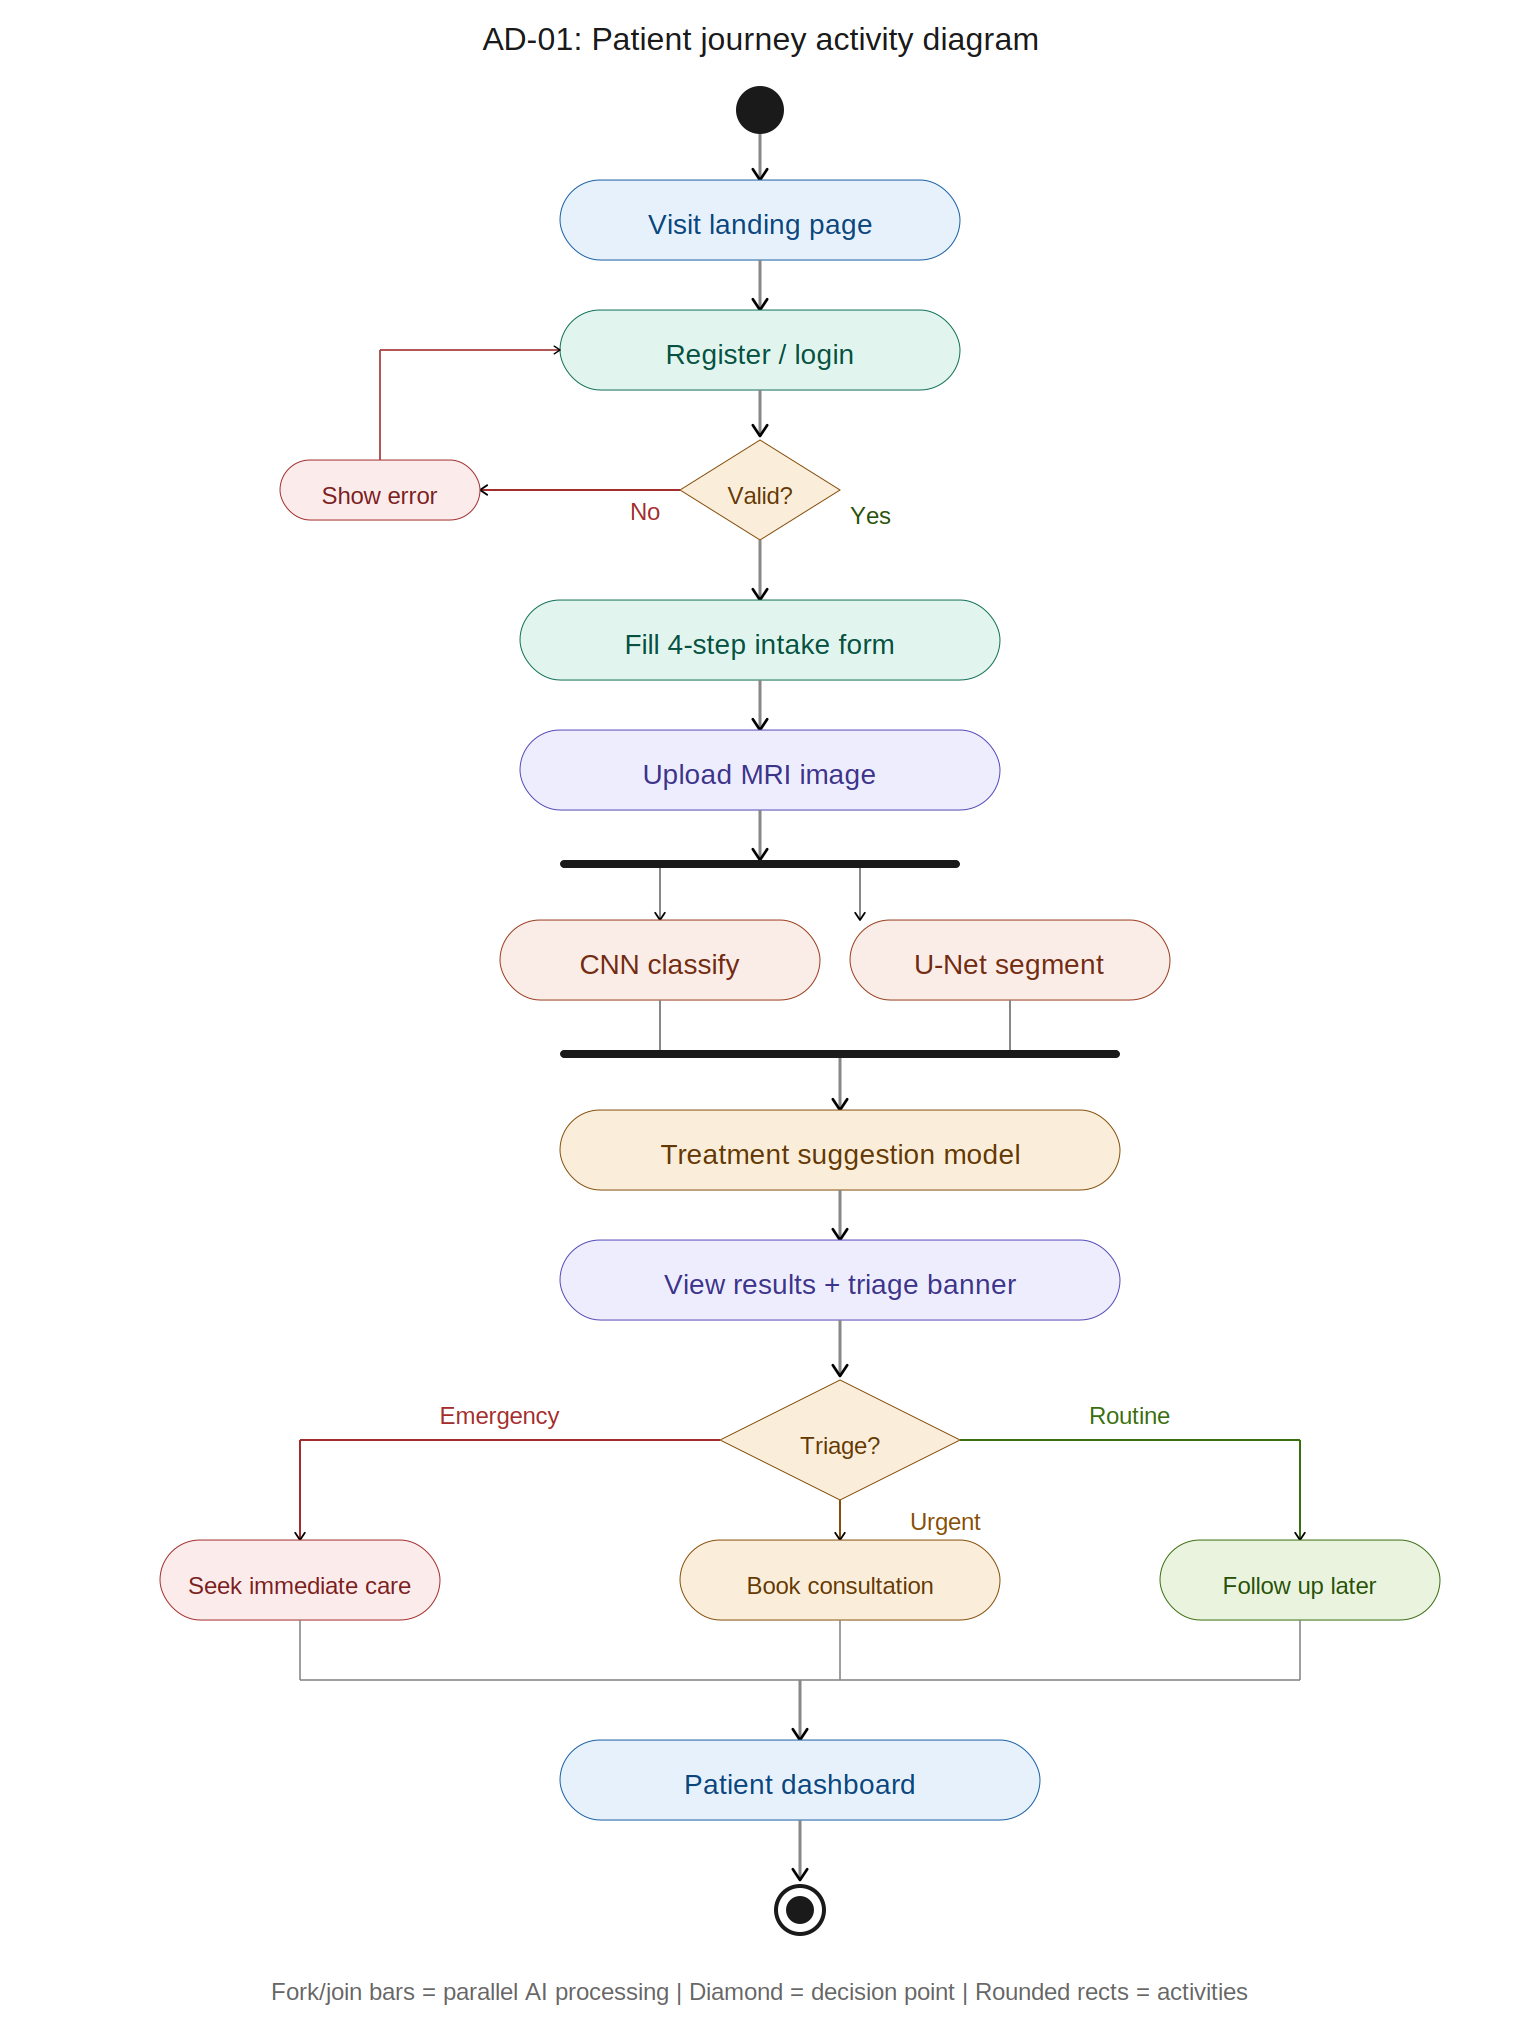 AD-01: Patient journey activity diagram
Visit landing page
Register / login
Show error
Valid?
No
Yes
Fill 4-step intake form
Upload MRI image
CNN classify
U-Net segment
Treatment suggestion model
View results + triage banner
Emergency
Triage?
Routine
Urgent
Seek immediate care
Book consultation
Follow up later
Patient dashboard
Fork/join bars = parallel AI processing | Diamond = decision point | Rounded rects = activities